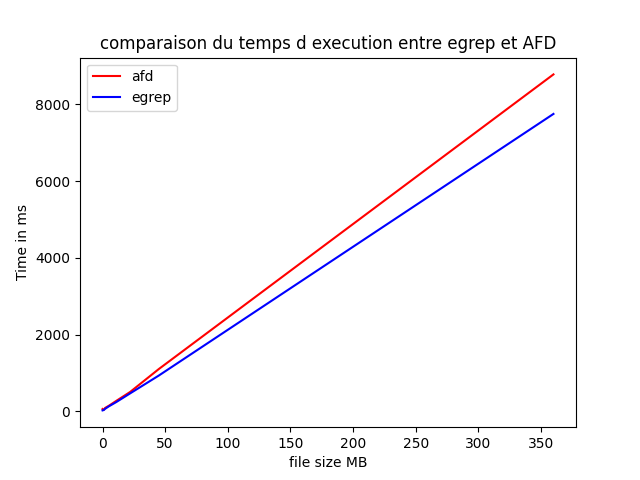 comparaison du temps d execution entre egrep et AFD
afd
egrep
8000
6000
4000
2000
0
Time in ms
0 50 100 150 200 250 300 350
file size MB